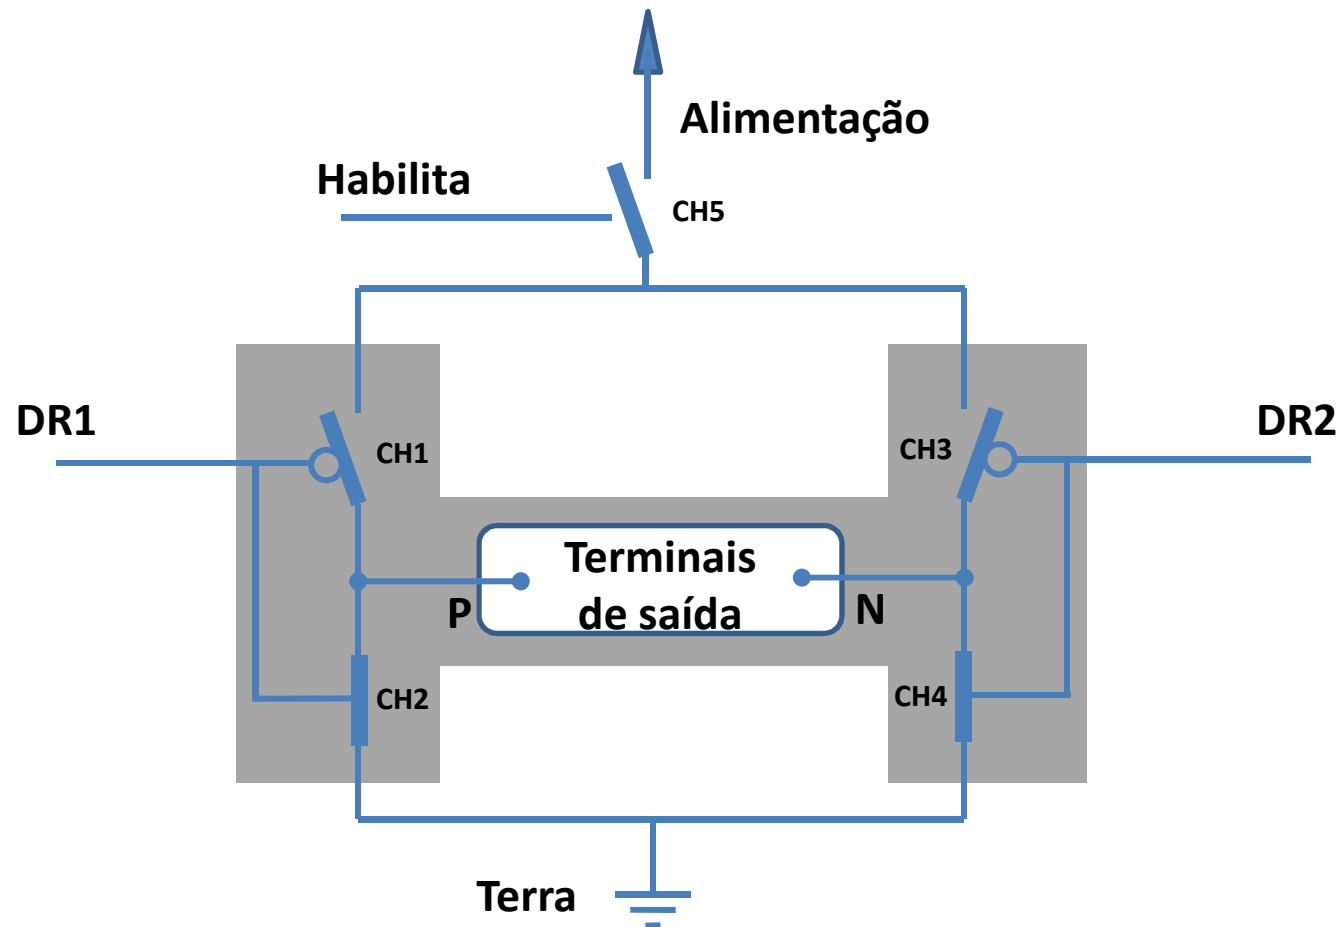 Alimentação
Habilita
CH5
DR1
CH1
CH3
DR2
Terminais
de saída
P
N
CH2
CH4
Terra